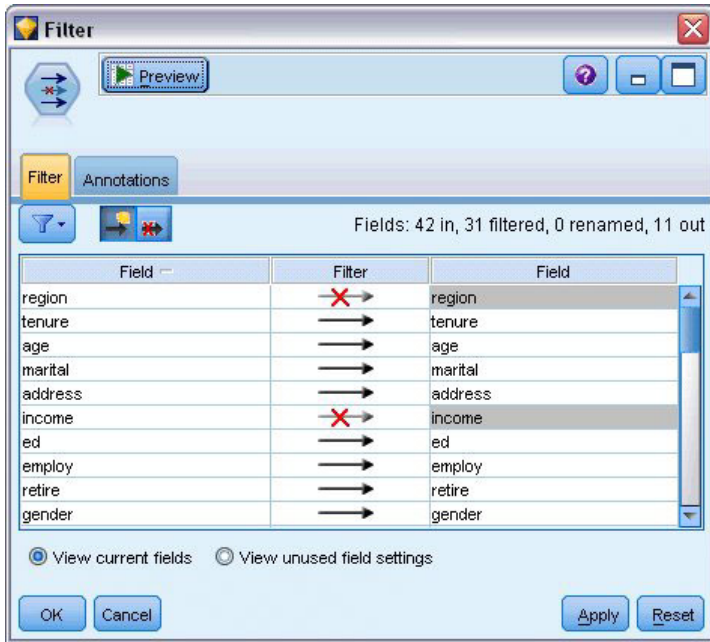 Filter
Preview
Filter Annotations
Fields: 42 in, 31 filtered, 0 renamed, 11 out
Field Filter Field
region region
tenure tenure
age age
marital marital
address address
income income
ed ed
employ employ
retire retire
gender gender
View current fields View unused field settings
OK Cancel Apply Reset